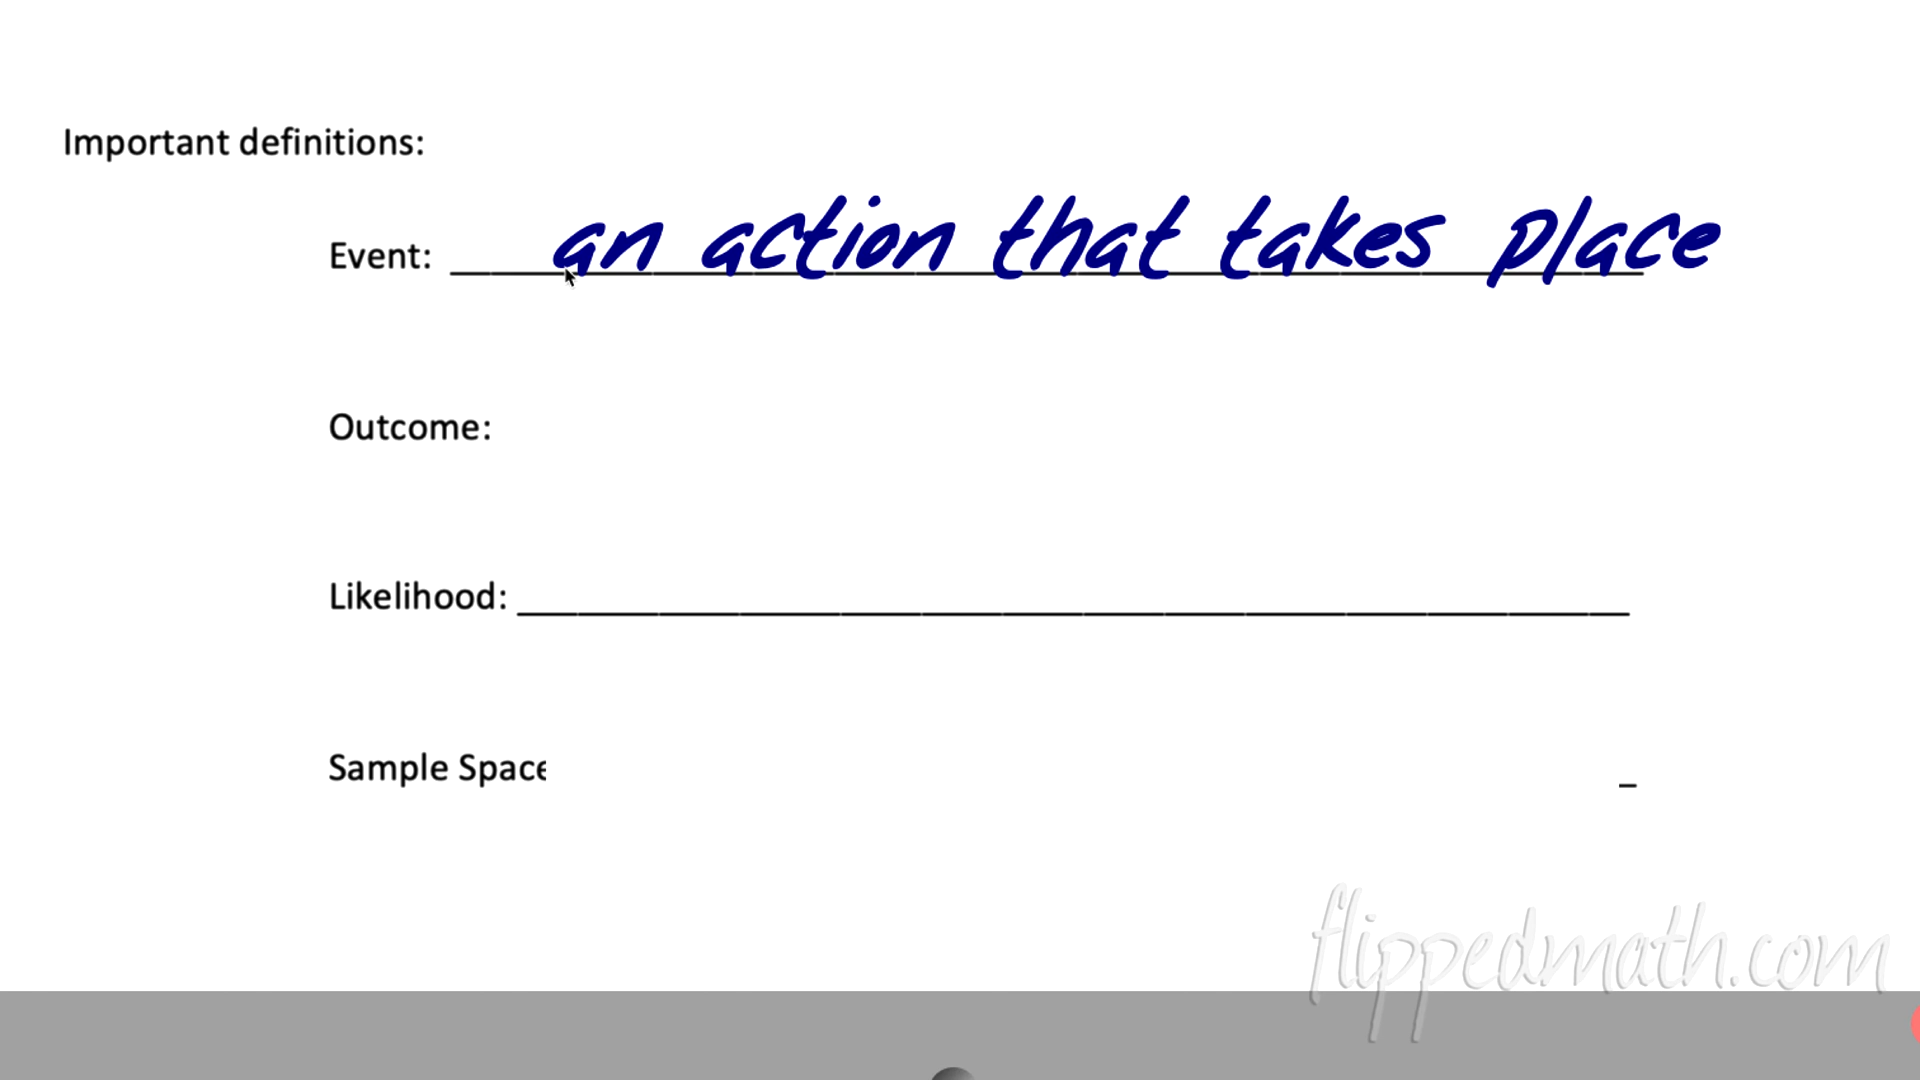 Important definitions:
Event: an action that takes place
Outcome:
Likelihood:
Sample Space
flippedmath.com